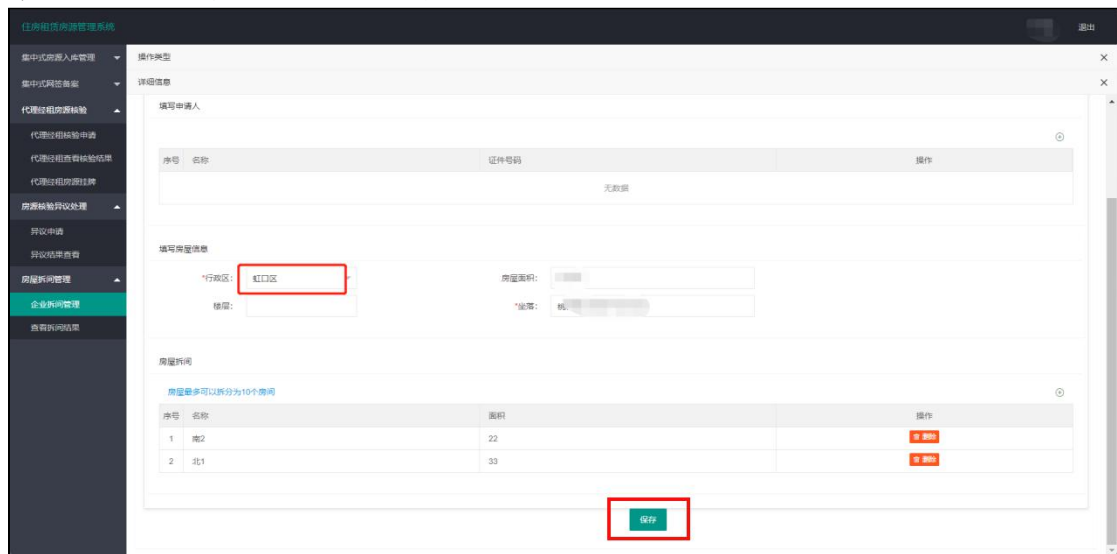 住房租赁房源管理系统
退出
集中式房源入库管理
操作类型
集中式网签备案
详细信息
代理经租房源核验
填写申请人
代理经租核验申请
代理经租查看核验结果
序号 名称 证件号码 操作
代理经租房源挂牌
无数据
房源核验异议处理
异议申请
异议结果查看
填写房屋信息
房屋拆间管理
*行政区： 虹口区 房屋面积：
企业拆间管理
楼层： *坐落：
查看拆间结果
房屋拆间
房屋最多可以拆分为10个房间
序号 名称 面积 操作
1 南2 22 删除
2 北1 33 删除
保存